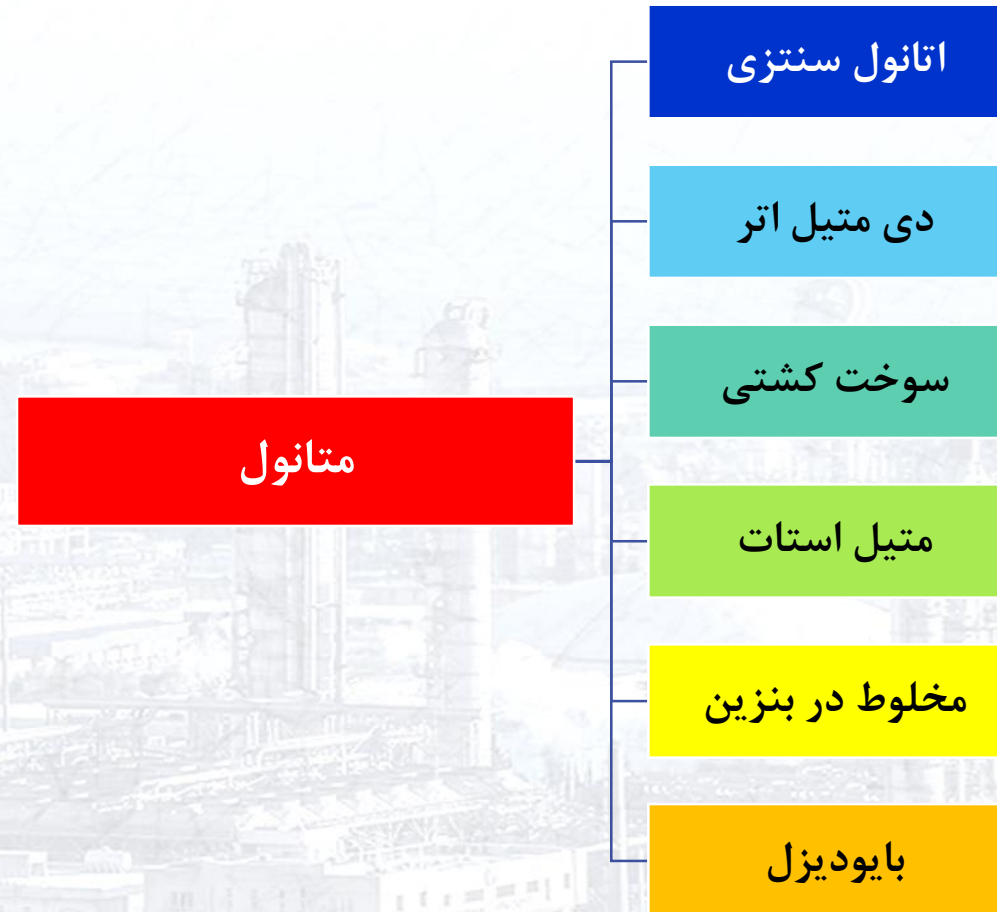 متانول
اتانول سنتزی
دی متیل اتر
سوخت کشتی
متیل استات
مخلوط در بنزین
بایودیزل